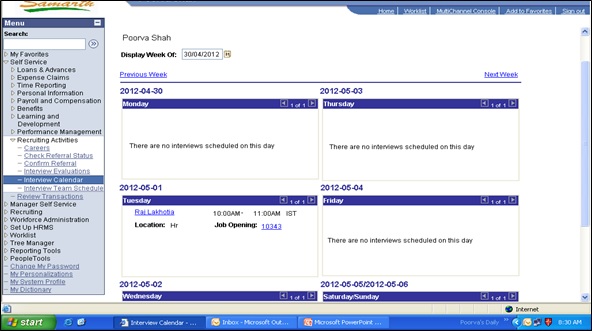 Samarth
Home Worklist MultiChannel Console Add to Favorites Sign out
Menu
Search:
My Favorites
Self Service
Loans & Advances
Expense Claims
Time Reporting
Personal Information
Payroll and Compensation
Benefits
Learning and
Development
Performance Management
Recruiting Activities
Careers
Check Referral Status
Confirm Referral
Interview Evaluations
Interview Calendar
Interview Team Schedule
Review Transactions
Manager Self Service
Recruiting
Workforce Administration
Set Up HRMS
Worklist
Tree Manager
Reporting Tools
PeopleTools
Change My Password
My Personalizations
My System Profile
My Dictionary
Poorva Shah
Display Week Of: 30/04/2012
Previous Week Next Week
2012-04-30 2012-05-03
Monday 1 of 1 Thursday 1 of 1
There are no interviews scheduled on this day There are no interviews scheduled on this day
2012-05-01 2012-05-04
Tuesday 1 of 1 Friday 1 of 1
Raj Lakhotia 10:00AM- 11:00AM IST
Location: Hr Job Opening: 10343
There are no interviews scheduled on this day
2012-05-02 2012-05-05/2012-05-06
Wednesday 1 of 1 Saturday/Sunday 1 of 1
Internet
start Interview Calendar - ... Inbox - Microsoft Out... Microsoft PowerPoint ... Poorva's Daily 8:30 AM